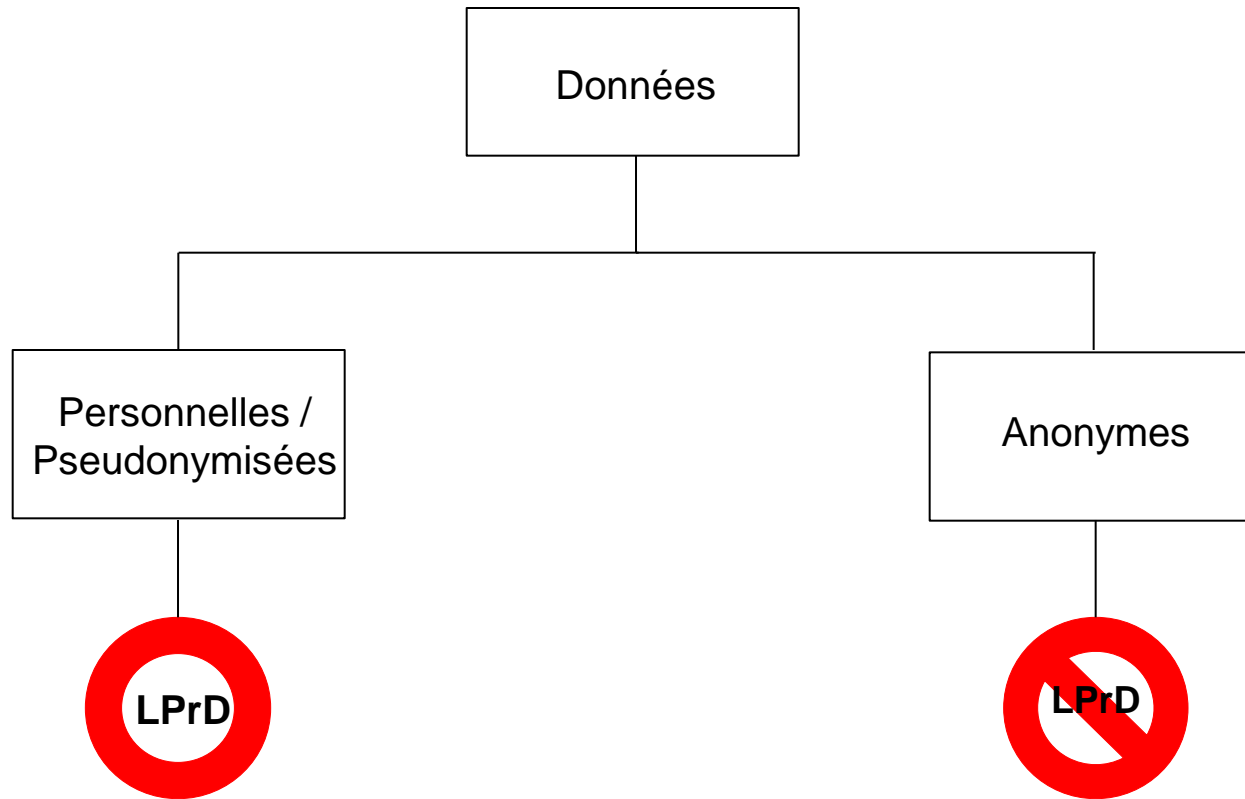 Données
Personnelles /
Pseudonymisées
Anonymes
LPrD
LPrD